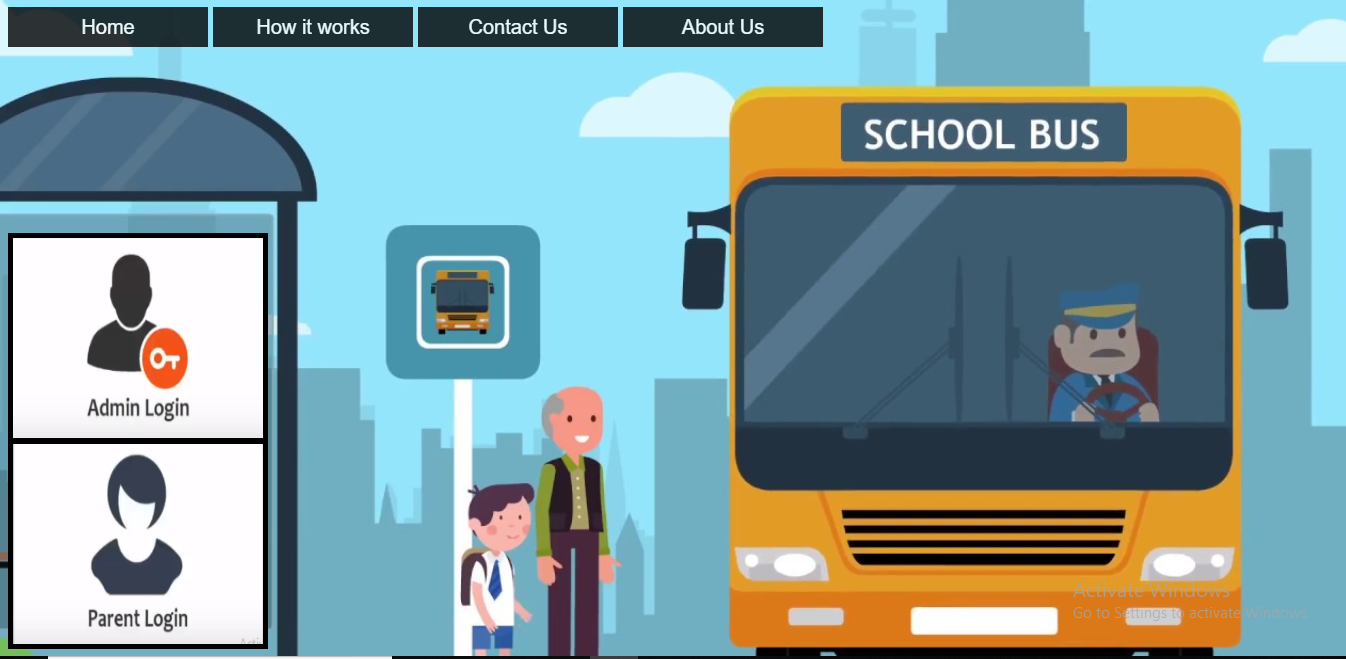 Home
How it works
Contact Us
About Us
SCHOOL BUS
Admin Login
Parent Login
Activate Windows
Go to Settings to activate Windows.